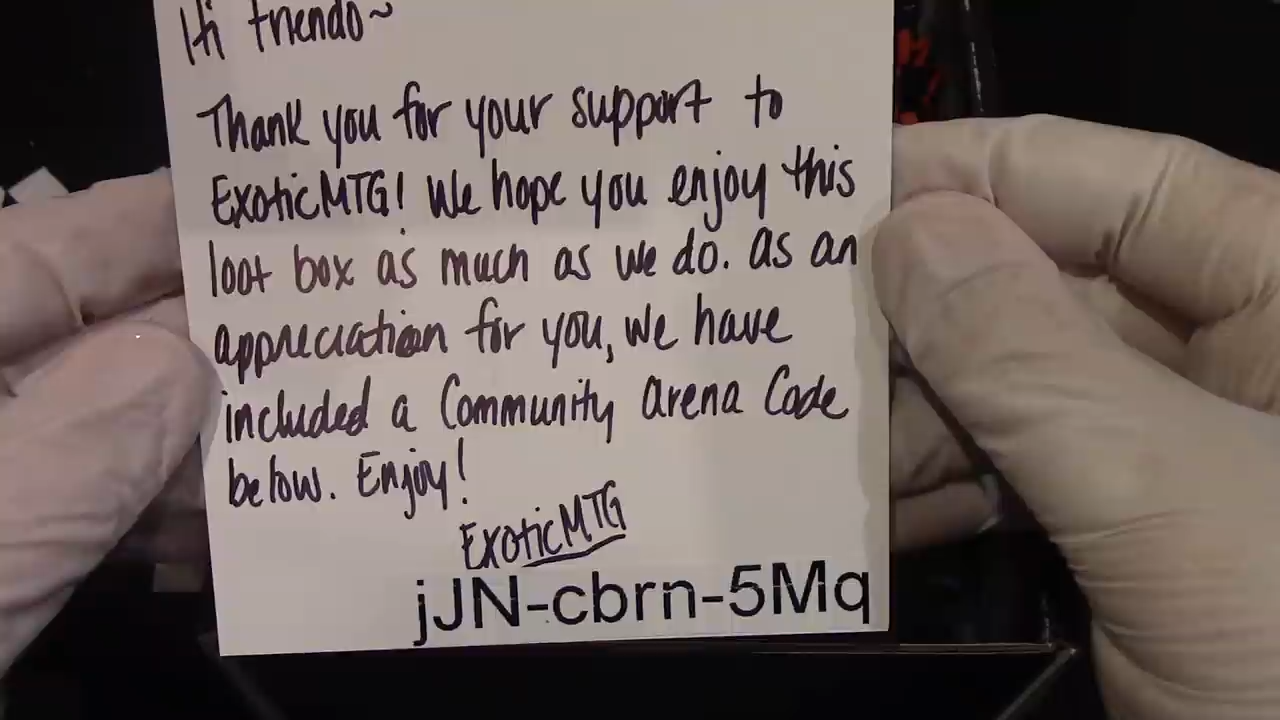 Hi friendo~
Thank you for your support to
ExoticMTG! We hope you enjoy this
loot box as much as we do. as an
appreciation for you, we have
included a Community arena Code
below. Enjoy!
ExoticMTG
jJN-cbrn-5Mq